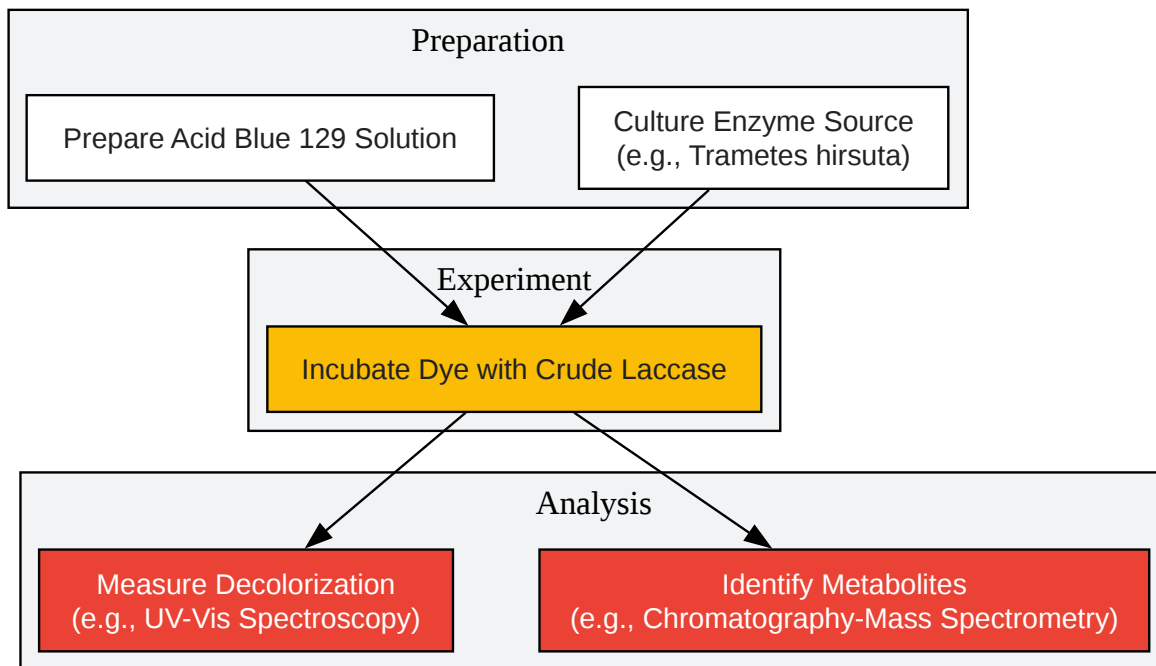 Preparation
Prepare Acid Blue 129 Solution
Culture Enzyme Source
(e.g., Trametes hirsuta)
Experiment
Incubate Dye with Crude Laccase
Analysis
Measure Decolorization
(e.g., UV-Vis Spectroscopy)
Identify Metabolites
(e.g., Chromatography-Mass Spectrometry)